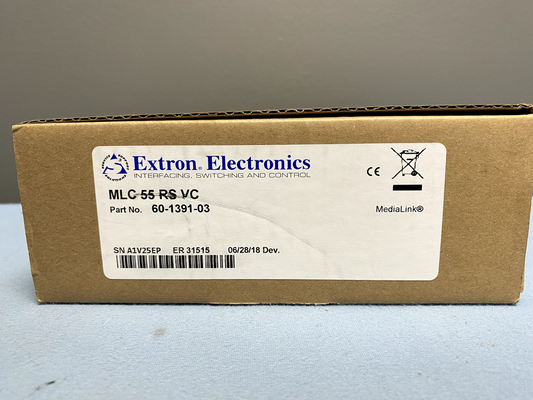 Extron® Electronics
INTERFACING, SWITCHING AND CONTROL
MLC 55 RS VC
Part No. 60-1391-03
MediaLink®
SN A1V25EP ER 31515 06/28/18 Dev.